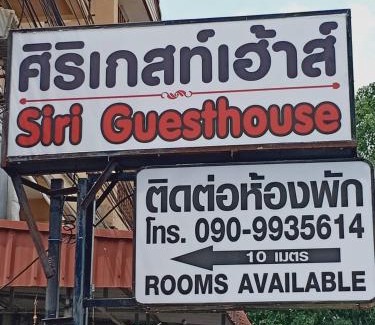 ศิริเกสท์เฮ้าส์
Siri Guesthouse
ติดต่อห้องพัก
โทร. 090-9935614
10 เมตร
ROOMS AVAILABLE